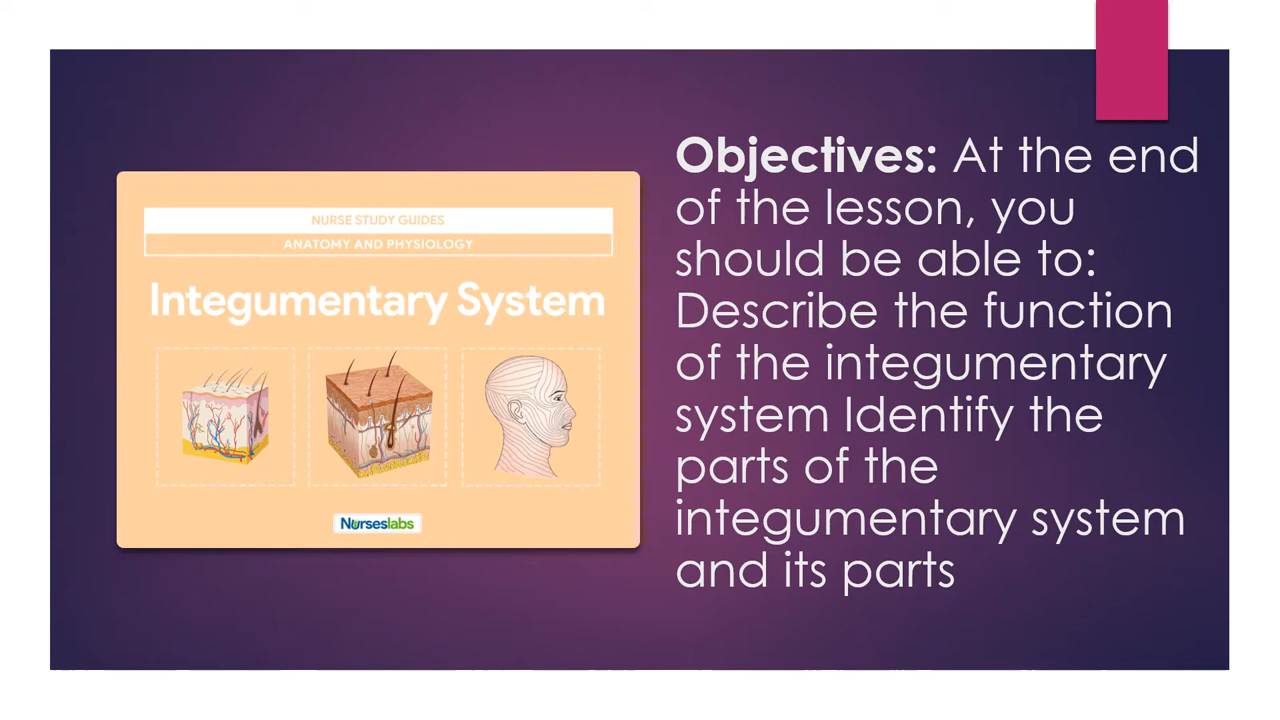 NURSE STUDY GUIDES
ANATOMY AND PHYSIOLOGY
Integumentary System
Nurseslabs
Objectives: At the end
of the lesson, you
should be able to:
Describe the function
of the integumentary
system Identify the
parts of the
integumentary system
and its parts